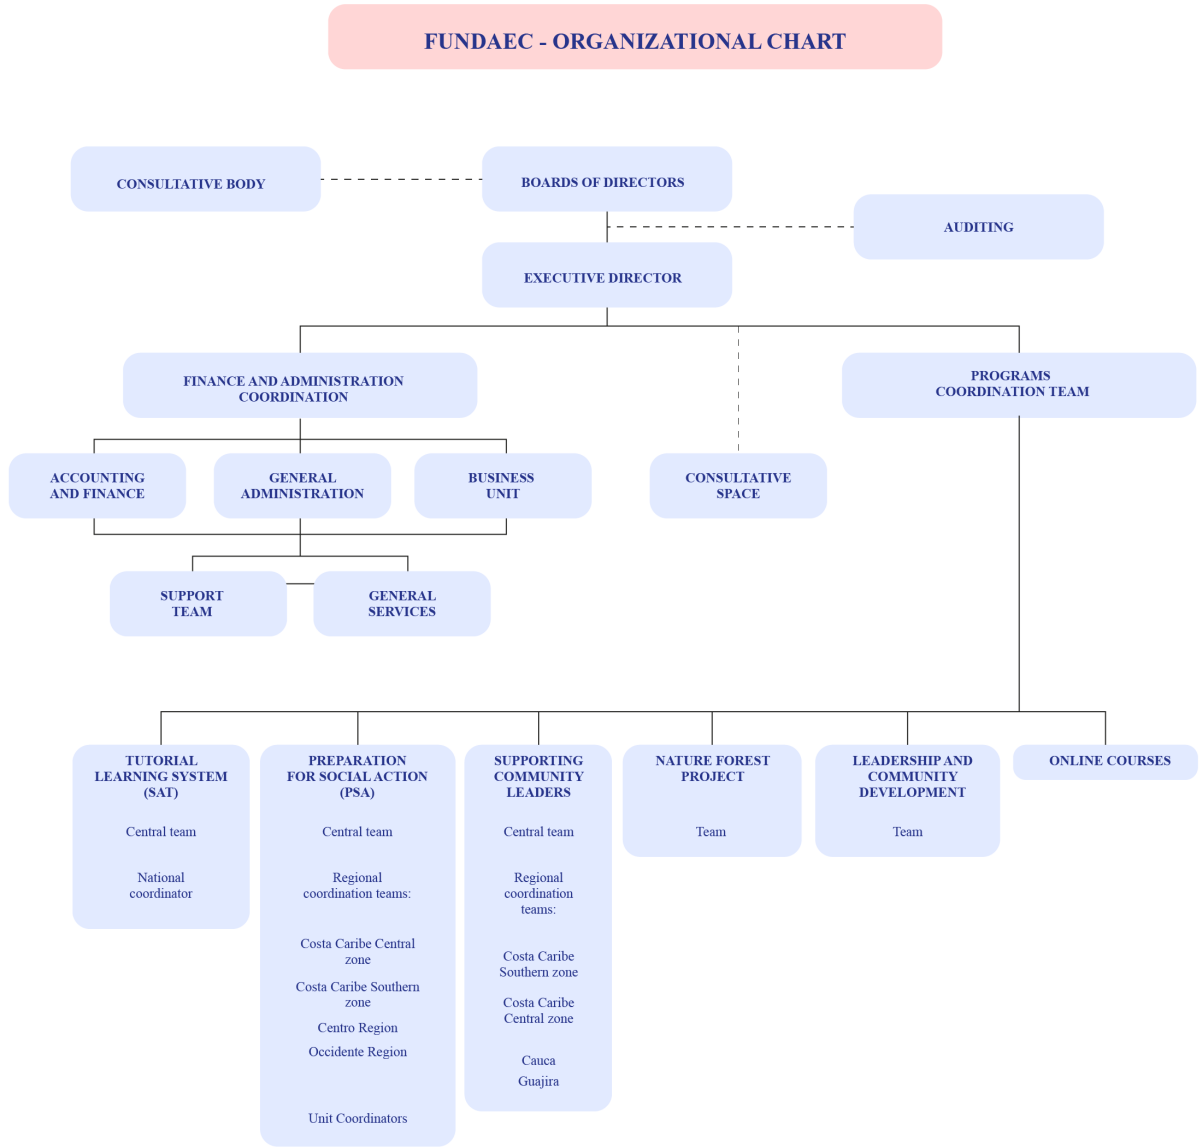 FUNDAEC - ORGANIZATIONAL CHART
CONSULTATIVE BODY
BOARDS OF DIRECTORS
AUDITING
EXECUTIVE DIRECTOR
FINANCE AND ADMINISTRATION
COORDINATION
PROGRAMS
COORDINATION TEAM
ACCOUNTING
AND FINANCE
GENERAL
ADMINISTRATION
BUSINESS
UNIT
CONSULTATIVE
SPACE
SUPPORT
TEAM
GENERAL
SERVICES
TUTORIAL
LEARNING SYSTEM
(SAT)
Central team
National
coordinator
PREPARATION
FOR SOCIAL ACTION
(PSA)
Central team
Regional
coordination teams:
Costa Caribe Central
zone
Costa Caribe Southern
zone
Centro Region
Occidente Region
Unit Coordinators
SUPPORTING
COMMUNITY
LEADERS
Central team
Regional
coordination
teams:
Costa Caribe
Southern zone
Costa Caribe
Central zone
Cauca
Guajira
NATURE FOREST
PROJECT
Team
LEADERSHIP AND
COMMUNITY
DEVELOPMENT
Team
ONLINE COURSES